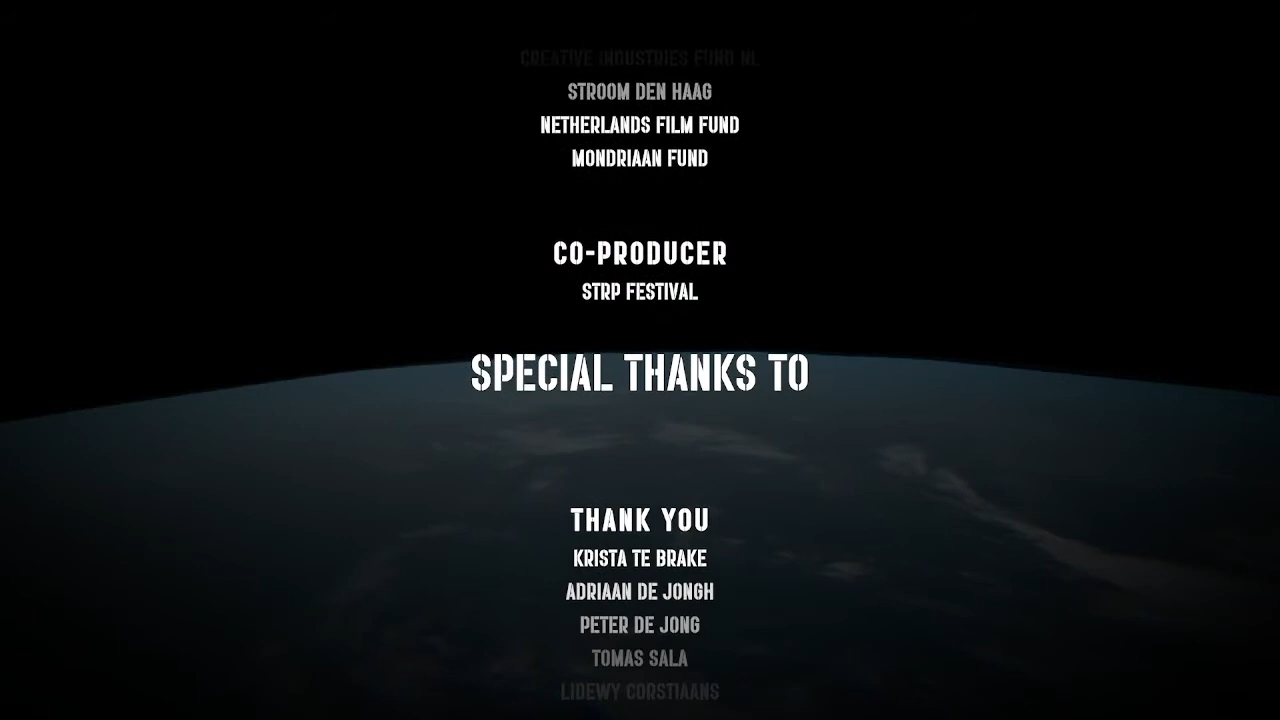 CREATIVE INDUSTRIES FUND NL
STROOM DEN HAAG
NETHERLANDS FILM FUND
MONDRIAAN FUND
CO-PRODUCER
STRP FESTIVAL
SPECIAL THANKS TO
THANK YOU
KRISTA TE BRAKE
ADRIAAN DE JONGH
PETER DE JONG
TOMAS SALA
LIDEWY CORSTIAANS